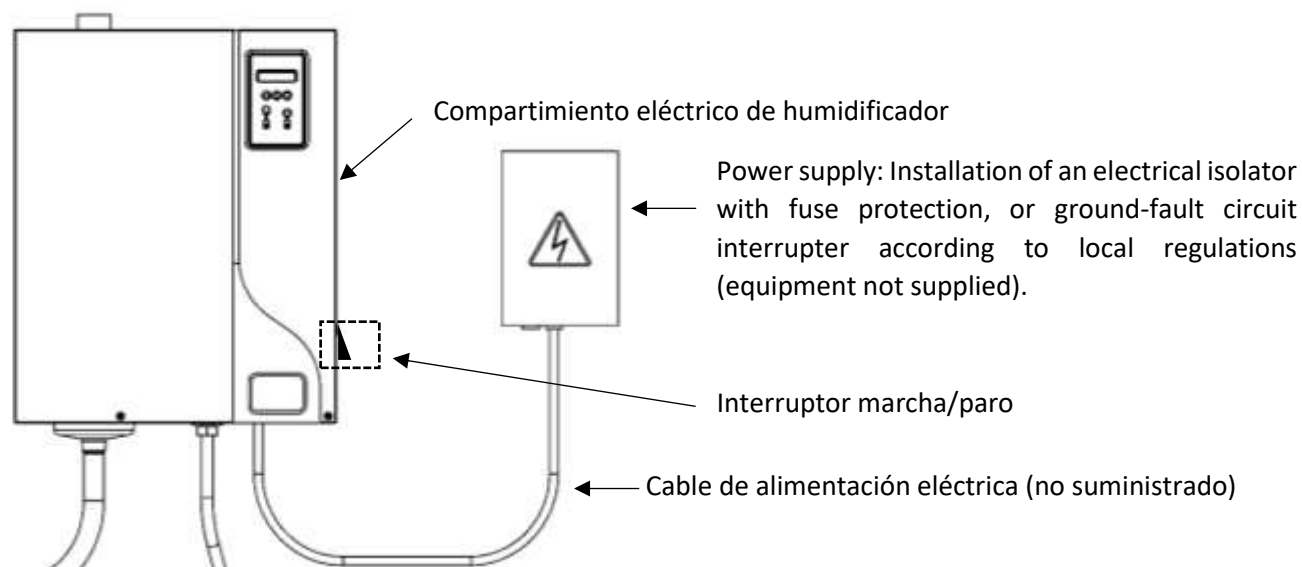 Compartimiento eléctrico de humidificador
Power supply: Installation of an electrical isolator
with fuse protection, or ground-fault circuit
interrupter according to local regulations
(equipment not supplied).
Interruptor marcha/paro
Cable de alimentación eléctrica (no suministrado)